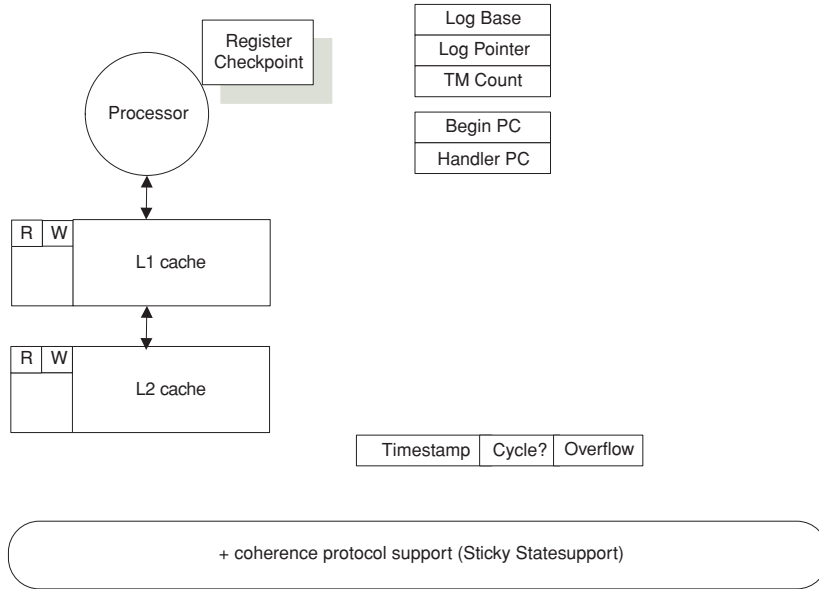 Register
Checkpoint
Processor
Log Base
Log Pointer
TM Count
Begin PC
Handler PC
R W
L1 cache
R W
L2 cache
Timestamp Cycle? Overflow
+ coherence protocol support (Sticky Statesupport)